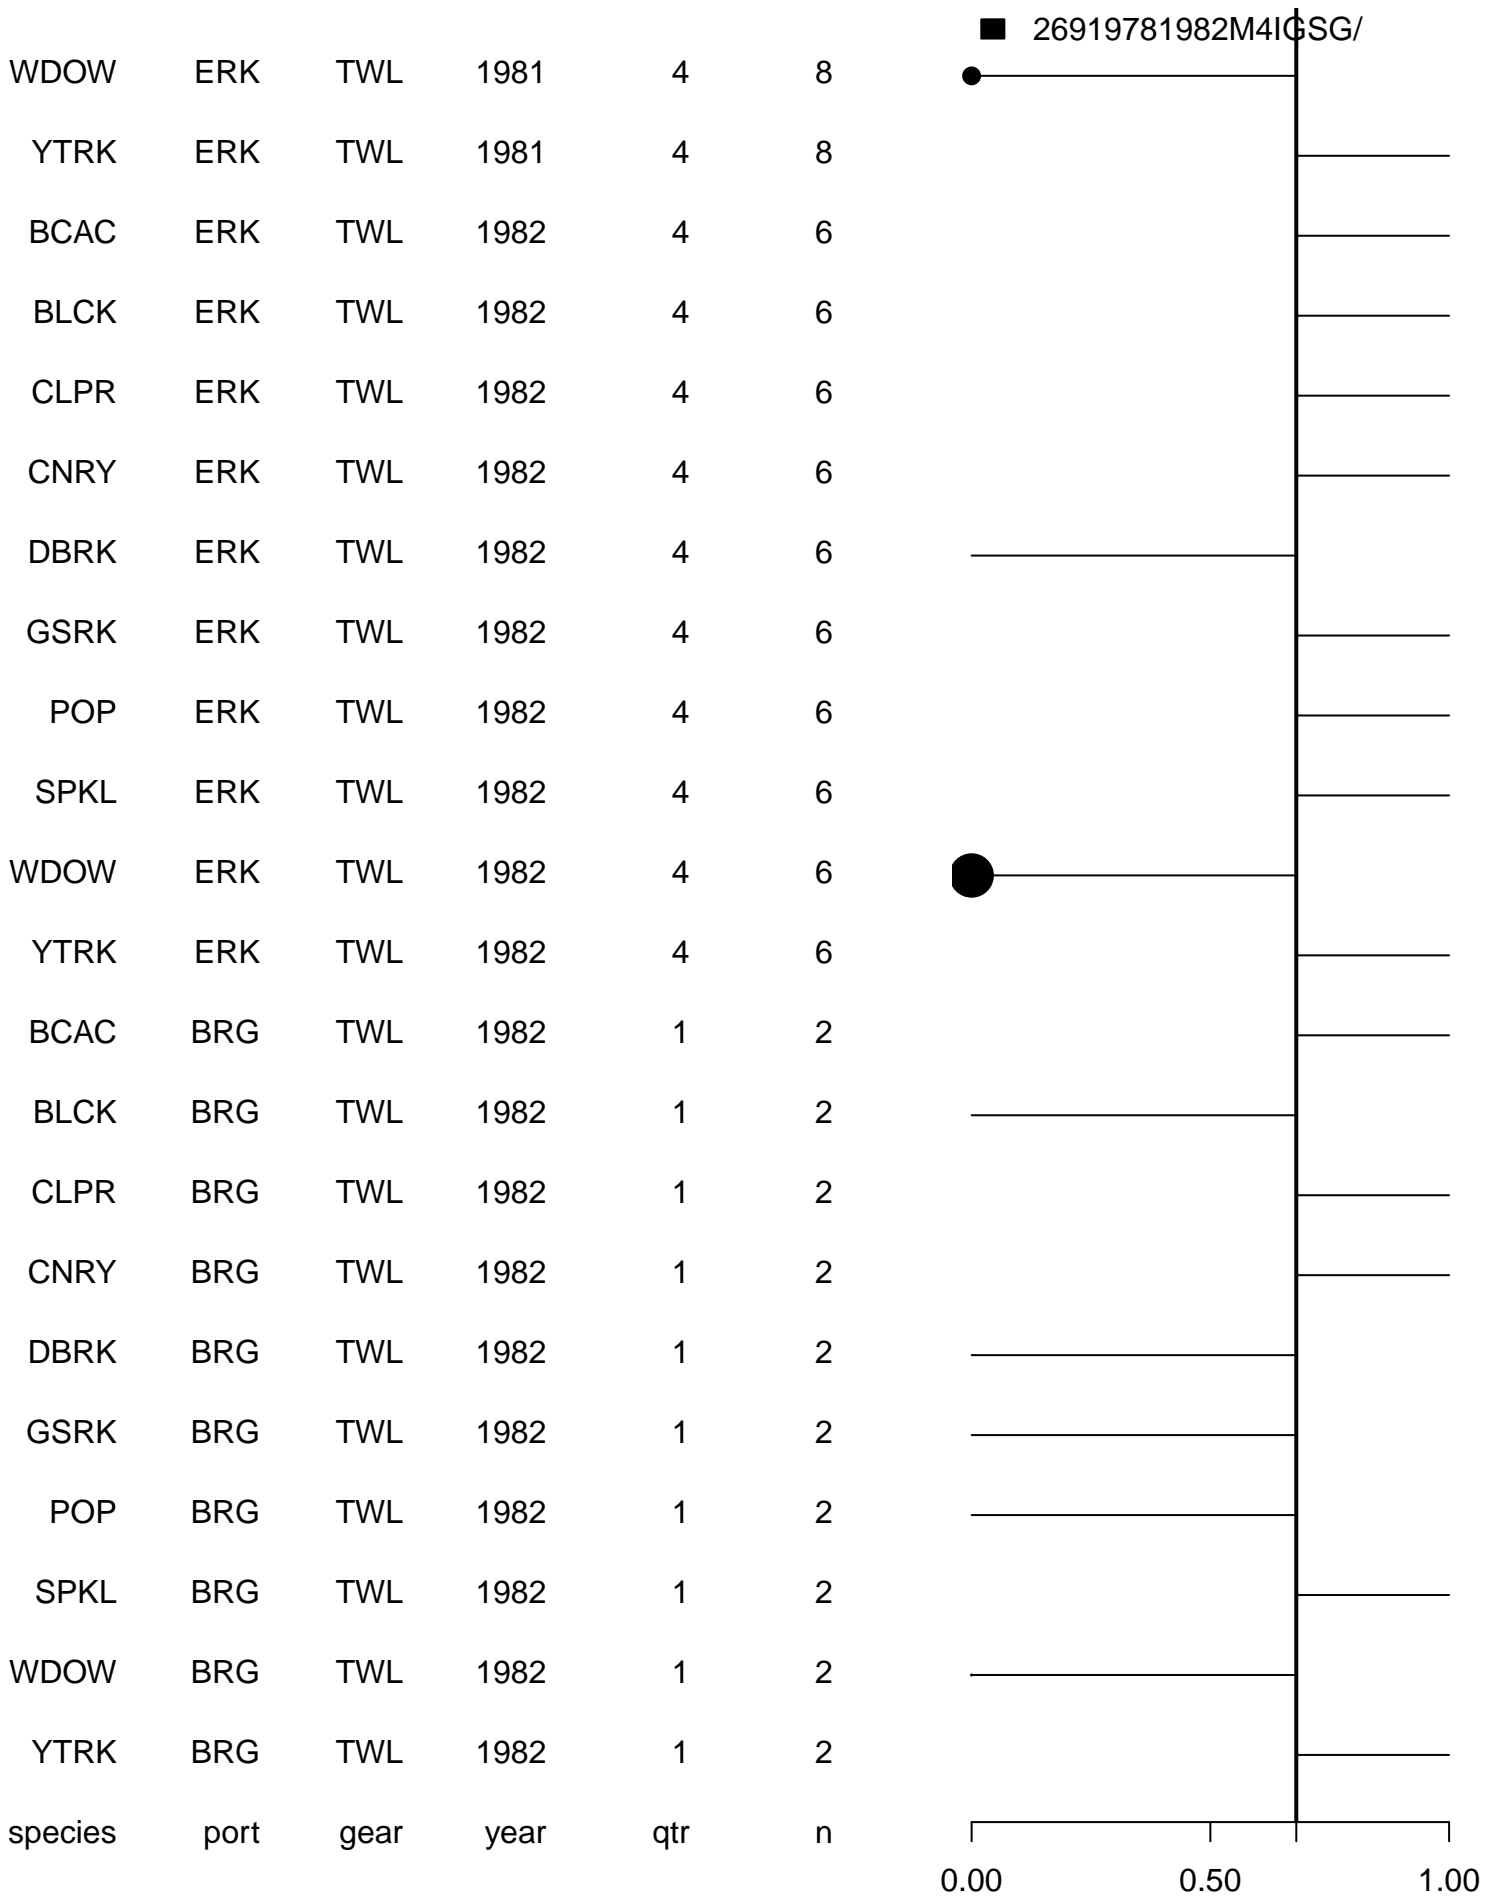 26919781982M4IGSG/
WDOW ERK TWL 1981 4 8
YTRK ERK TWL 1981 4 8
BCAC ERK TWL 1982 4 6
BLCK ERK TWL 1982 4 6
CLPR ERK TWL 1982 4 6
CNRY ERK TWL 1982 4 6
DBRK ERK TWL 1982 4 6
GSRK ERK TWL 1982 4 6
POP ERK TWL 1982 4 6
SPKL ERK TWL 1982 4 6
WDOW ERK TWL 1982 4 6
YTRK ERK TWL 1982 4 6
BCAC BRG TWL 1982 1 2
BLCK BRG TWL 1982 1 2
CLPR BRG TWL 1982 1 2
CNRY BRG TWL 1982 1 2
DBRK BRG TWL 1982 1 2
GSRK BRG TWL 1982 1 2
POP BRG TWL 1982 1 2
SPKL BRG TWL 1982 1 2
WDOW BRG TWL 1982 1 2
YTRK BRG TWL 1982 1 2
species port gear year qtr n
0.00 0.50 1.00